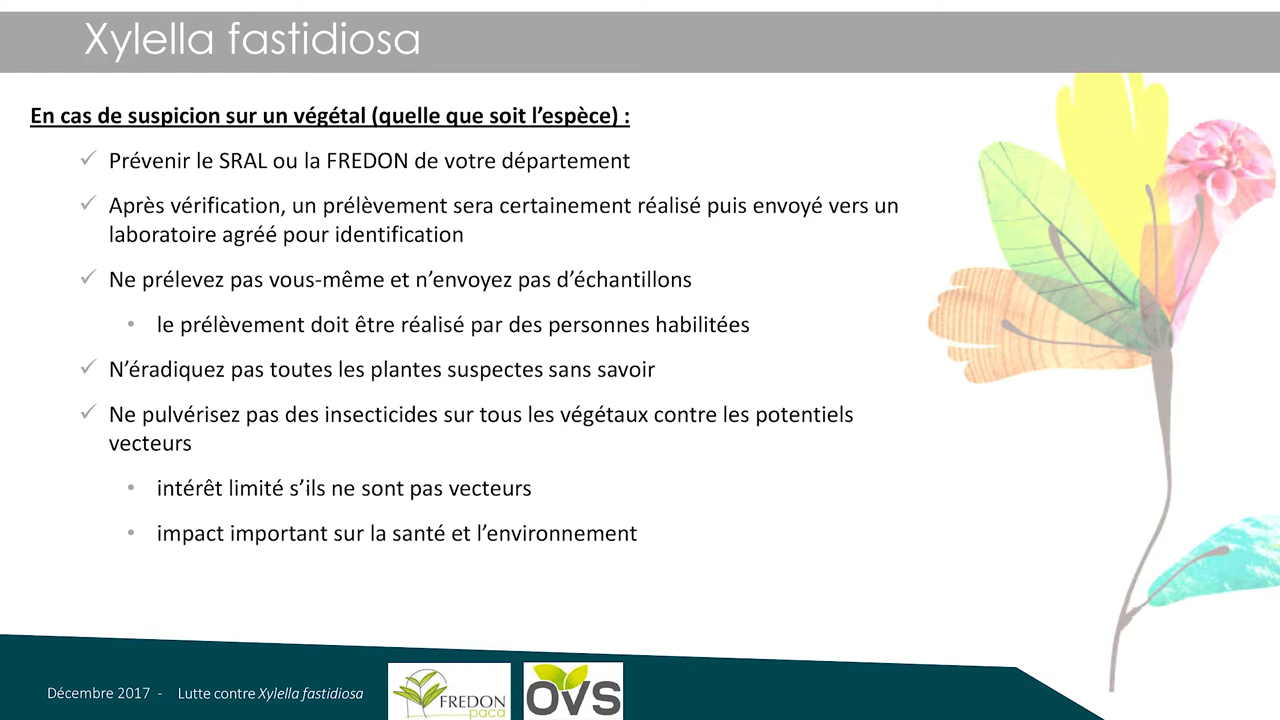 Xylella fastidiosa
En cas de suspicion sur un végétal (quelle que soit l'espèce) :
✓ Prévenir le SRAL ou la FREDON de votre département
✓ Après vérification, un prélèvement sera certainement réalisé puis envoyé vers un
laboratoire agréé pour identification
✓ Ne prélevez pas vous-même et n'envoyez pas d'échantillons
• le prélèvement doit être réalisé par des personnes habilitées
✓ N'éradiquez pas toutes les plantes suspectes sans savoir
✓ Ne pulvérisez pas des insecticides sur tous les végétaux contre les potentiels
vecteurs
• intérêt limité s'ils ne sont pas vecteurs
• impact important sur la santé et l'environnement
Décembre 2017 - Lutte contre Xylella fastidiosa
FREDON
paca
OVS